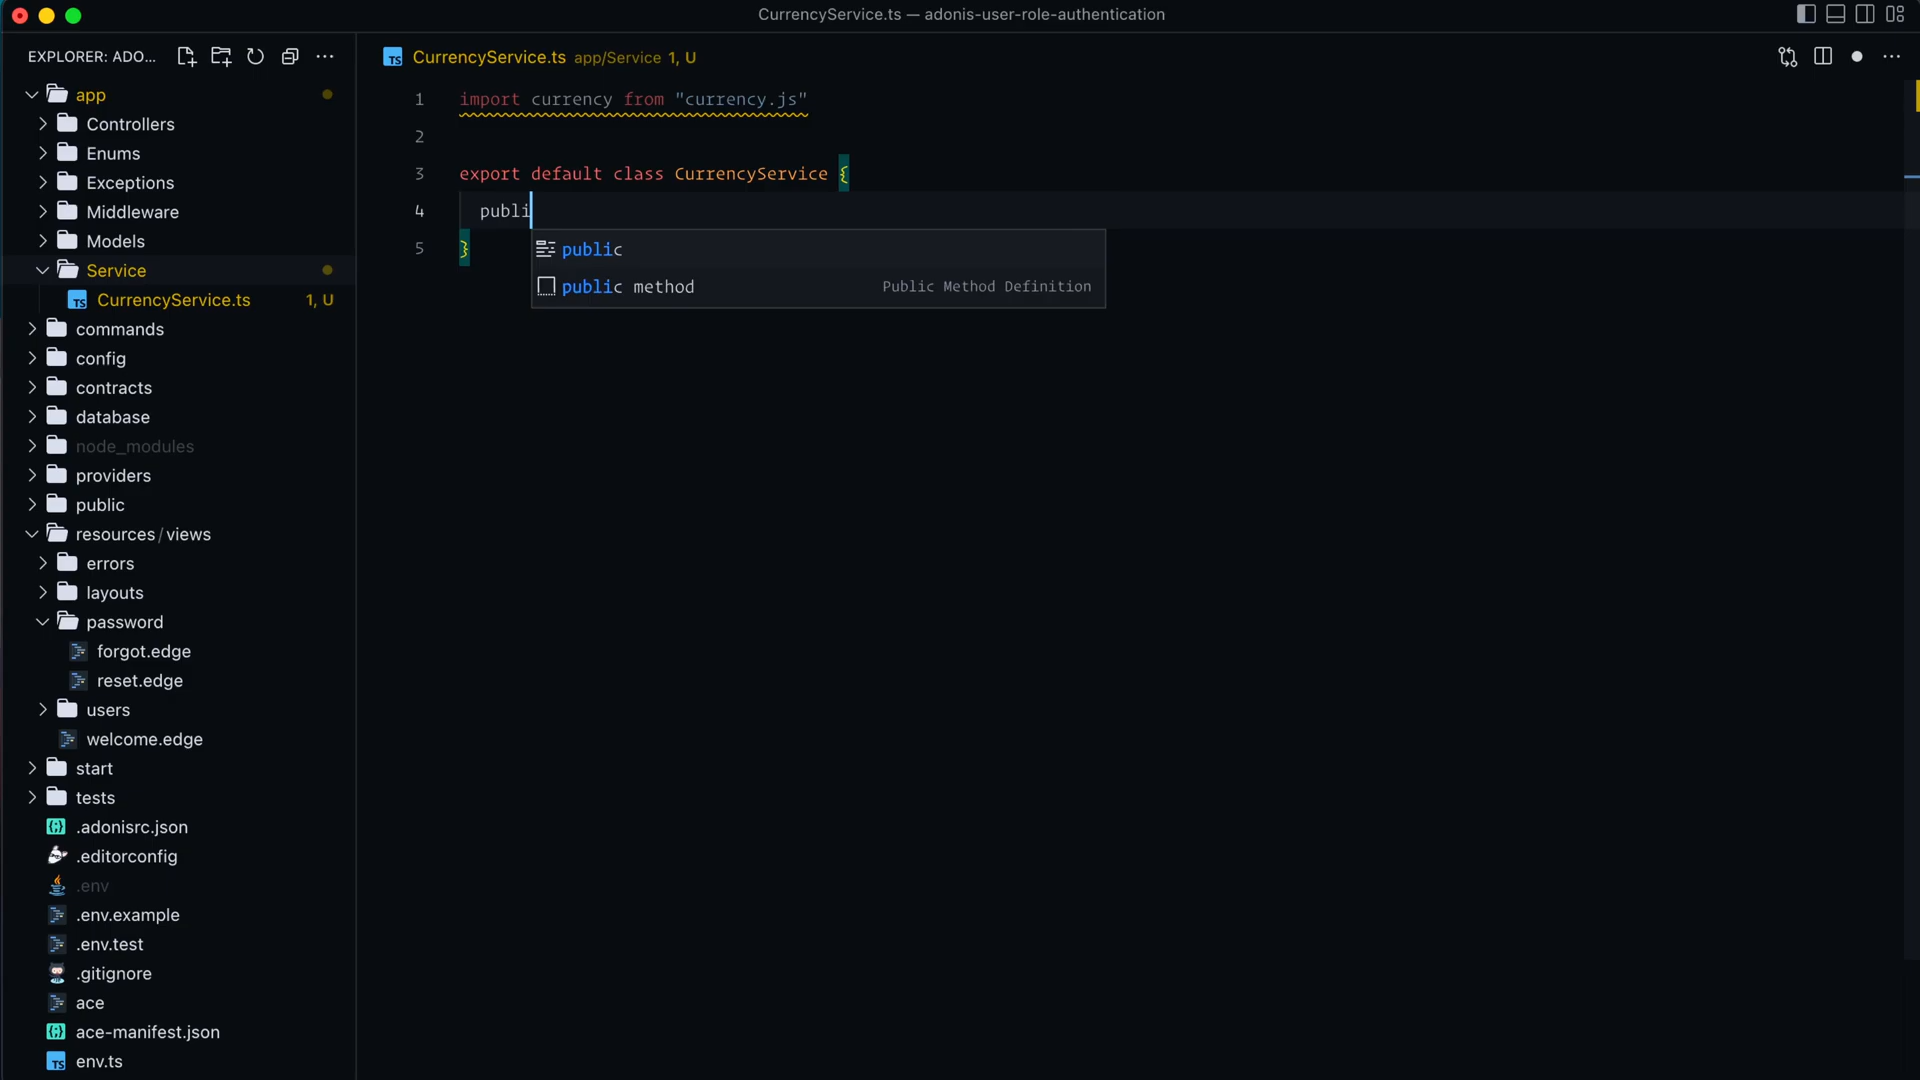 CurrencyService.ts — adonis-user-role-authentication
EXPLORER: ADO...
app
Controllers
Enums
Exceptions
Middleware
Models
Service
CurrencyService.ts 1, U
commands
config
contracts
database
node_modules
providers
public
resources/views
errors
layouts
password
forgot.edge
reset.edge
users
welcome.edge
start
tests
.adonisrc.json
.editorconfig
.env
.env.example
.env.test
.gitignore
ace
ace-manifest.json
TS env.ts
TS CurrencyService.ts app/Service 1, U
1 import currency from "currency.js"
2
3 export default class CurrencyService {
4 publi
5 }
public
public method Public Method Definition